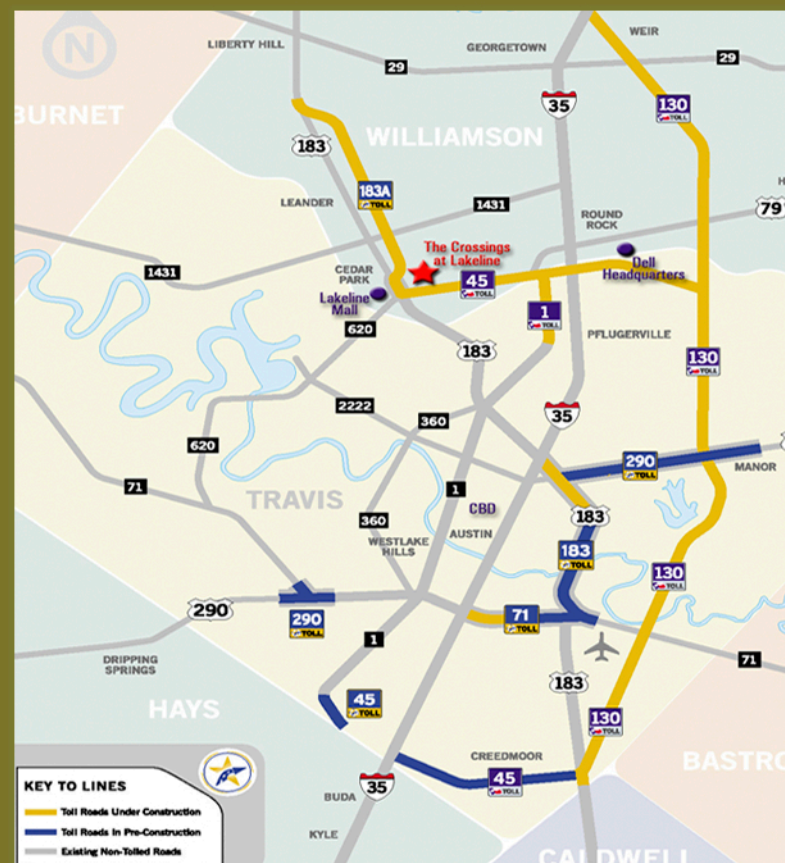 N
LIBERTY HILL
GEORGETOWN
WEIR
29
29
BURNET
35
130
TOLL
WILLIAMSON
183
183A
TOLL
LEANDER
1431
ROUND
ROCK
79
The Crossings
at Lakeline
Dell
Headquarters
1431
CEDAR
PARK
45
TOLL
Lakeline
Mall
1
TOLL
620
PFLUGERVILLE
183
130
TOLL
2222
360
35
620
290
TOLL
MANOR
71
1
TRAVIS
CBD
360
183
AUSTIN
WESTLAKE
HILLS
183
TOLL
130
TOLL
290
290
TOLL
71
TOLL
1
71
DRIPPING
SPRINGS
183
45
TOLL
HAYS
130
TOLL
CREEDMOOR
BASTRO
45
TOLL
35
BUDA
KYLE
CALDWELL
KEY TO LINES
Toll Roads Under Construction
Toll Roads In Pre-Construction
Existing Non-Tolled Roads